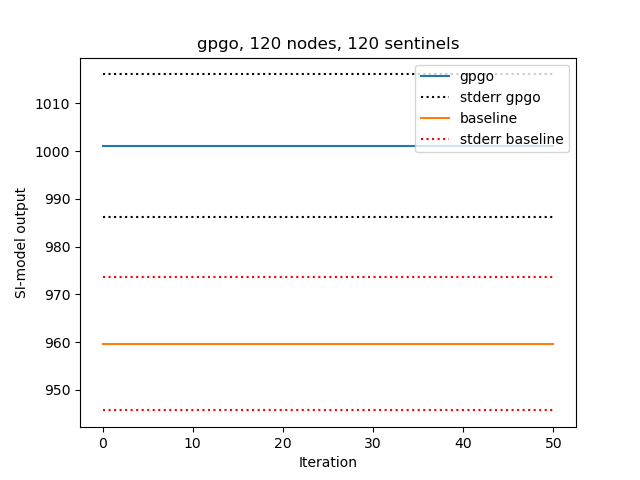 gpgo, 120 nodes, 120 sentinels
gpgo
stderr gpgo
baseline
stderr baseline
SI-model output
1010
1000
990
980
970
960
950
0 10 20 30 40 50
Iteration